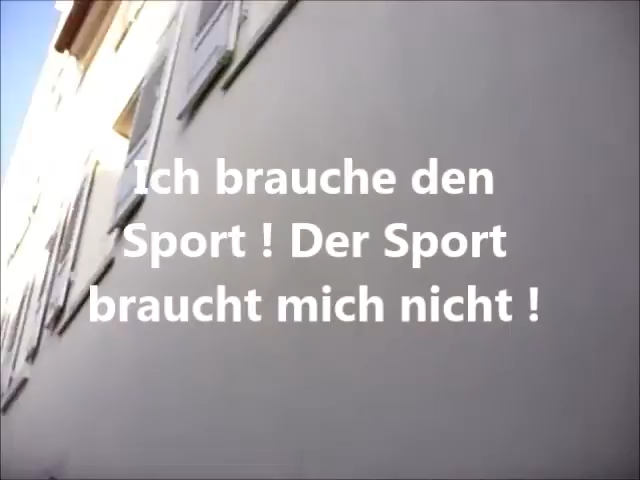 Ich brauche den
Sport ! Der Sport
braucht mich nicht !